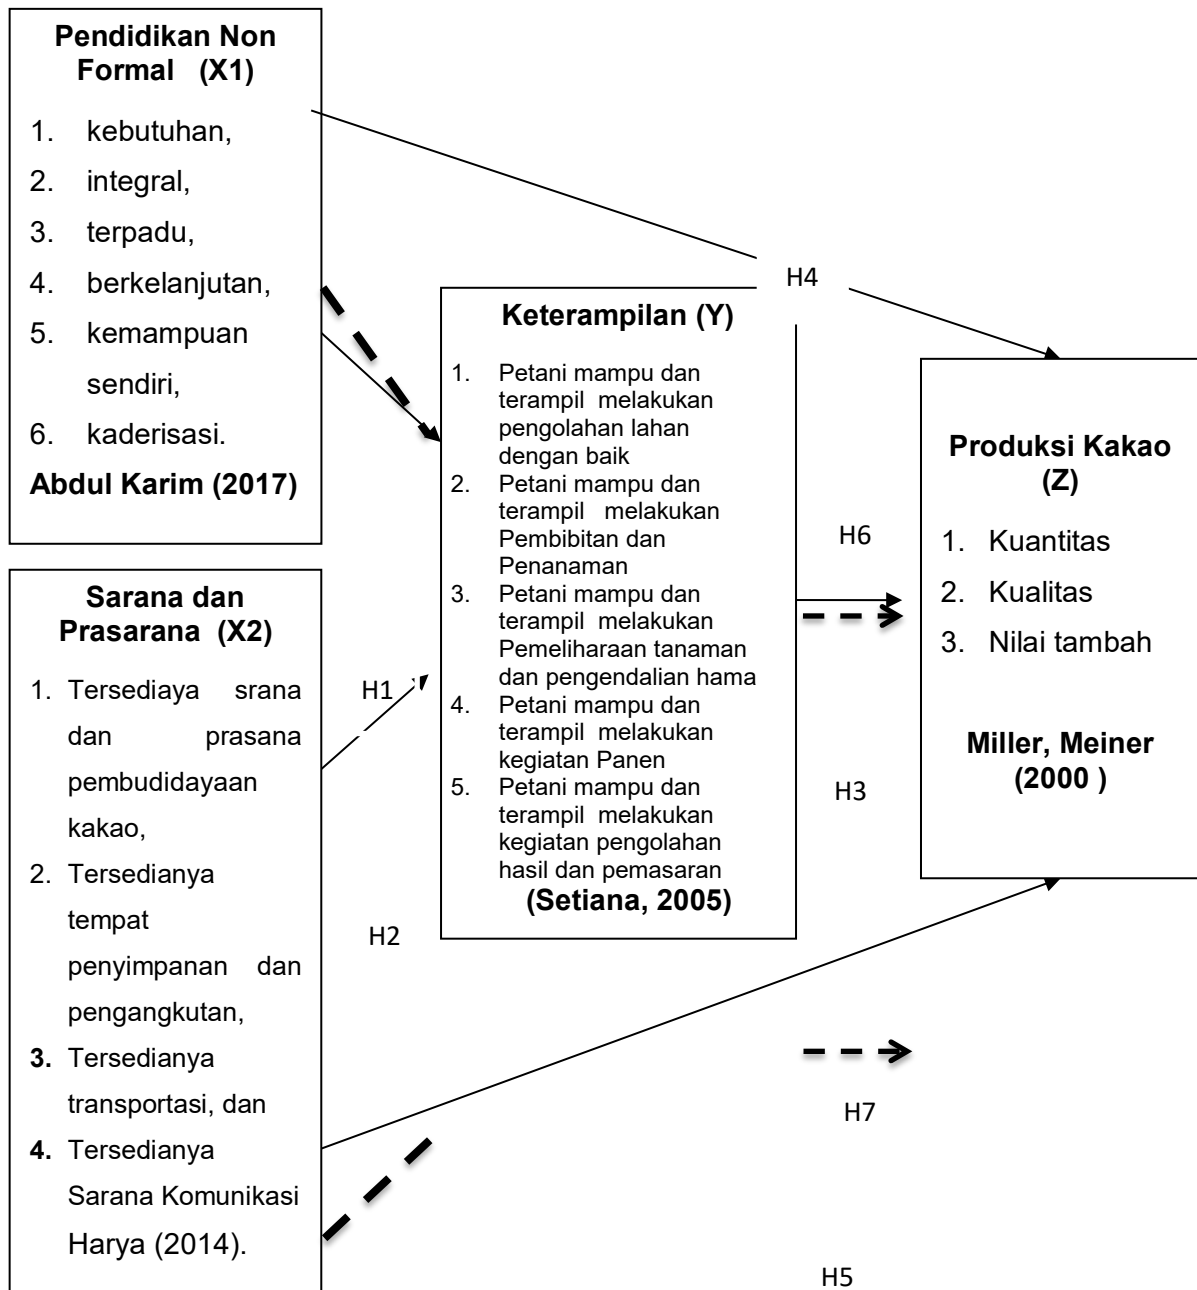 Pendidikan Non
Formal (X1)
1. kebutuhan,
2. integral,
3. terpadu,
4. berkelanjutan,
5. kemampuan
sendiri,
6. kaderisasi.
Abdul Karim (2017)
Sarana dan
Prasarana (X2)
1. Tersediaya srana
dan prasana
pembudidayaan
kakao,
2. Tersedianya
tempat
penyimpanan dan
pengangkutan,
3. Tersedianya
transportasi, dan
4. Tersedianya
Sarana Komunikasi
Harya (2014).
H1
H2
Keterampilan (Y)
1. Petani mampu dan
terampil melakukan
pengolahan lahan
dengan baik
2. Petani mampu dan
terampil melakukan
Pembibitan dan
Penanaman
3. Petani mampu dan
terampil melakukan
Pemeliharaan tanaman
dan pengendalian hama
4. Petani mampu dan
terampil melakukan
kegiatan Panen
5. Petani mampu dan
terampil melakukan
kegiatan pengolahan
hasil dan pemasaran
(Setiana, 2005)
H4
H6
H3
H7
H5
Produksi Kakao
(Z)
1. Kuantitas
2. Kualitas
3. Nilai tambah
Miller, Meiner
(2000 )